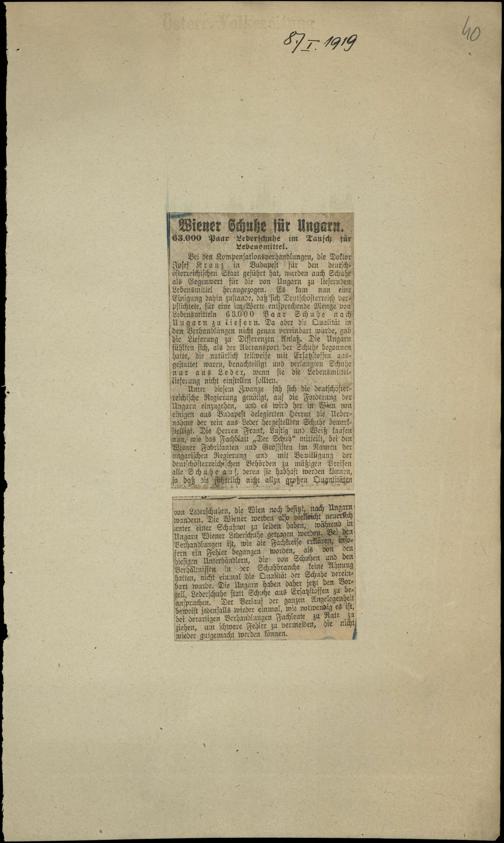 Österr. Volkszeitung
8./I. 1919
40
Wiener Schuhe für Ungarn.
63.000 Paar Lederschuhe im Tausch für
Lebensmittel.
Bei den Kompensationsverhandlungen, die Doktor
Josef Kranz in Budapest für den deutsch-
österreichischen Staat geführt hat, wurden auch Schuhe
als Gegenwert für die von Ungarn zu liefernden
Lebensmittel herangezogen. Es kam nun eine
Einigung dahin zustande, daß sich Deutschösterreich ver-
pflichtete, für eine im Werte entsprechende Menge von
Lebensmitteln 63.000 Paar Schuhe nach
Ungarn zu liefern. Da aber die Qualität in
den Verhandlungen nicht genau vereinbart wurde, gab
die Lieferung zu Differenzen Anlaß. Die Ungarn
fühlten sich, als der Abtransport der Schuhe begonnen
hatte, die natürlich teilweise mit Ersatzstoffen aus-
gestattet waren, benachteiligt und verlangten Schuhe
nur aus Leder, wenn sie die Lebensmittel-
lieferung nicht einstellen sollten.
Unter diesem Zwange sah sich die deutschöster-
reichische Regierung genötigt, auf die Forderung der
Ungarn einzugehen, und es wird hier in Wien von
einigen aus Budapest delegierten Herren die Ueber-
nahme der rein aus Leder hergestellten Schuhe bewerk-
stelligt. Die Herren Frank, Lustig und Weiß kaufen
nun, wie das Fachblatt „Der Schuh" mitteilt, bei den
Wiener Fabrikanten und Grossisten im Namen der
ungarischen Regierung und mit Bewilligung der
deutschösterreichischen Behörden zu mäßigen Preisen
alle Schuhe auf, deren sie habhaft werden können,
so daß die sicherlich nicht allzu großen Quantitäten
von Lederschuhen, die Wien noch besitzt, nach Ungarn
wandern. Die Wiener werden also vielleicht neuerlich
unter einer Schuhnot zu leiden haben, während in
Ungarn Wiener Lederschuhe getragen werden. Bei den
Verhandlungen ist, wie die Fachkreise erklären, inso-
fern ein Fehler begangen worden, als von den
hiesigen Unterhändlern, die von Schuhen und den
Verhältnissen in der Schuhbranche keine Ahnung
hatten, nicht einmal die Qualität der Schuhe verein-
bart wurde. Die Ungarn haben daher jetzt den Vor-
teil, Lederschuhe statt Schuhe aus Ersatzstoffen zu be-
anspruchen. Der Verlauf der ganzen Angelegenheit
beweist jedenfalls wieder einmal, wie notwendig es ist,
bei derartigen Verhandlungen Fachleute zu Rate zu
ziehen, um schwere Fehler zu vermeiden, die nicht
wieder gutgemacht werden können.